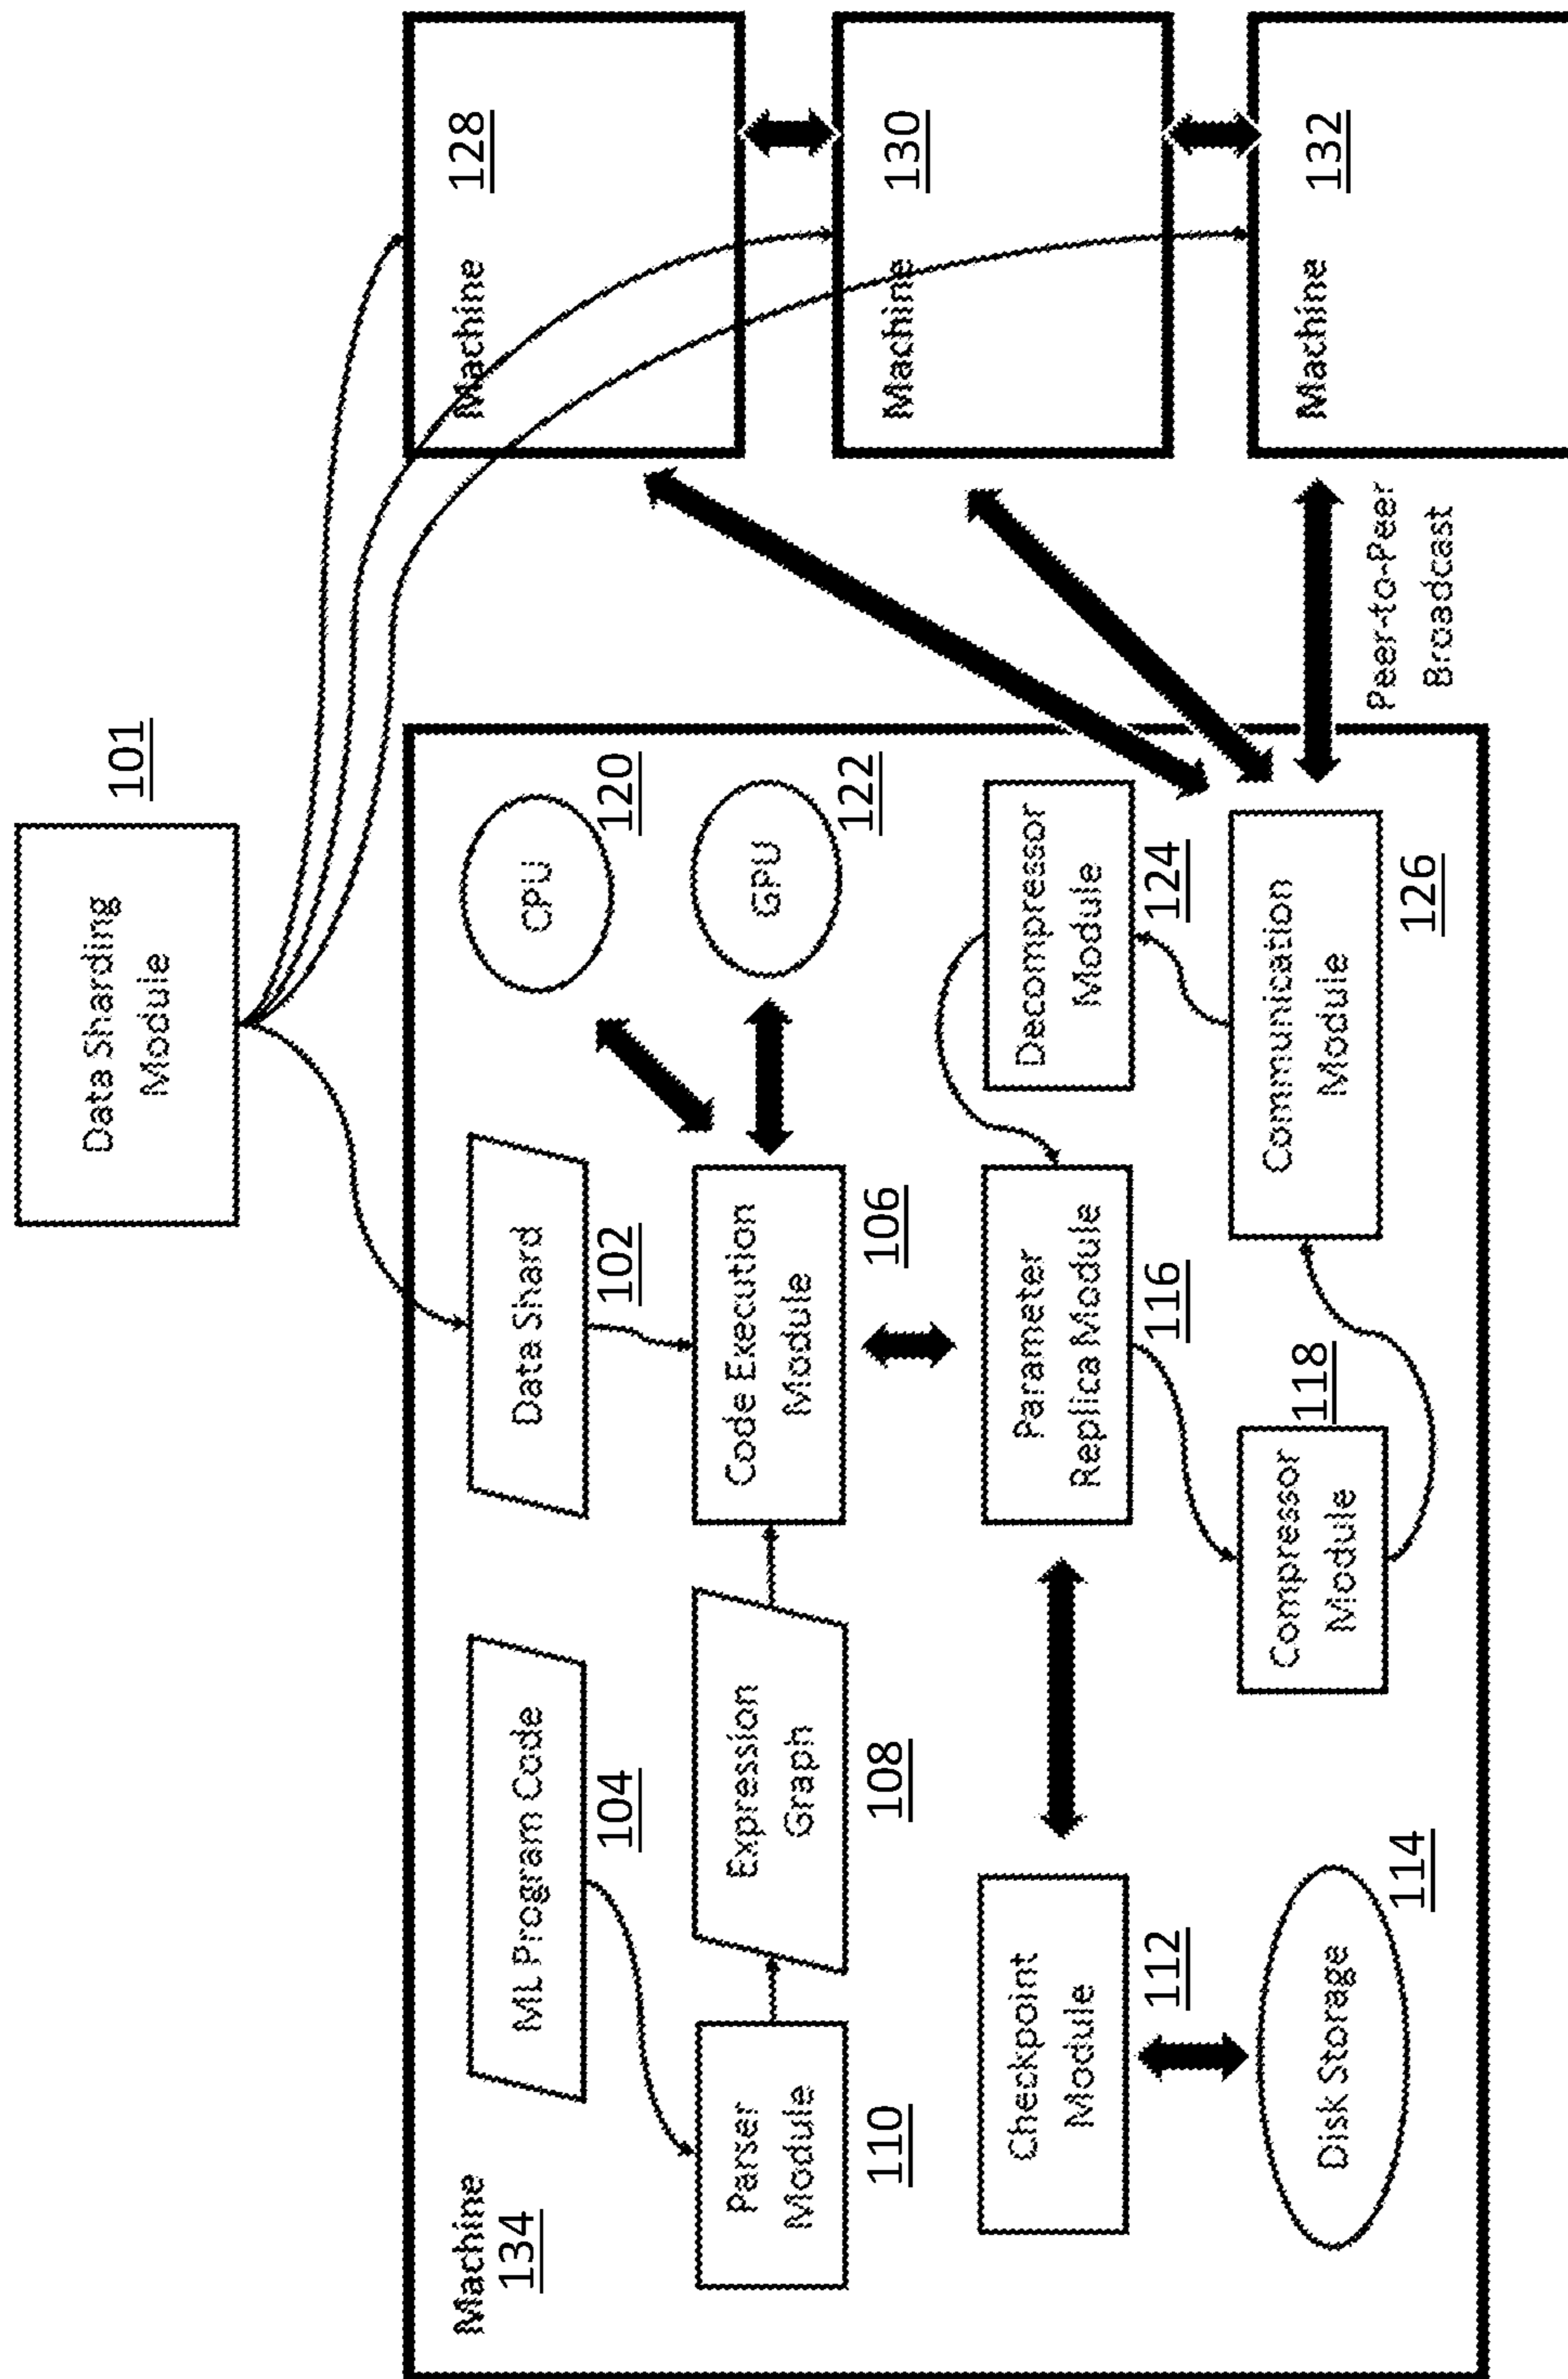 Data Sharding
Module
101
Machine
134
ML Program Code
104
Data Shard
102
CPU
120
Parser
Module
110
Expression
Graph
108
Code Execution
Module
106
GPU
122
Checkpoint
Module
112
Parameter
Replica Module
116
Decompressor
Module
124
Disk Storage
114
Compressor
Module
118
Communication
Module
126
Peer-to-Peer
Broadcast
Machine
128
Machine
130
Machine
132